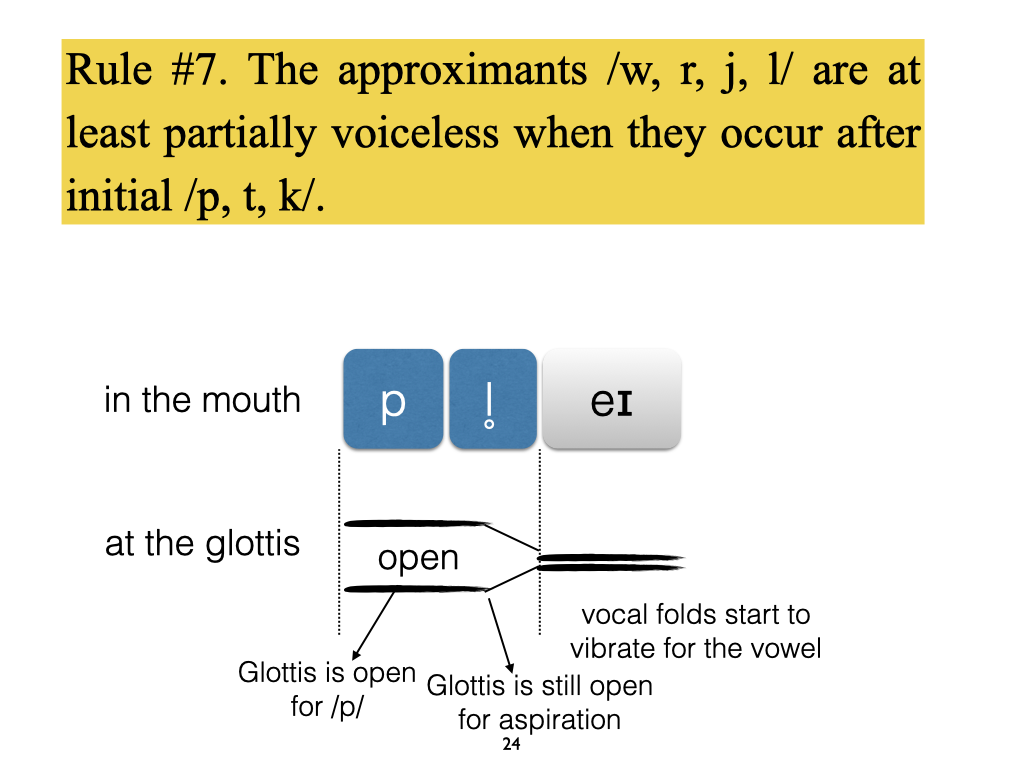 Rule #7. The approximants /w, r, j, l/ are at
least partially voiceless when they occur after
initial /p, t, k/.
in the mouth
p
l̥
eɪ
at the glottis
open
vocal folds start to
vibrate for the vowel
Glottis is open
for /p/
Glottis is still open
for aspiration
24